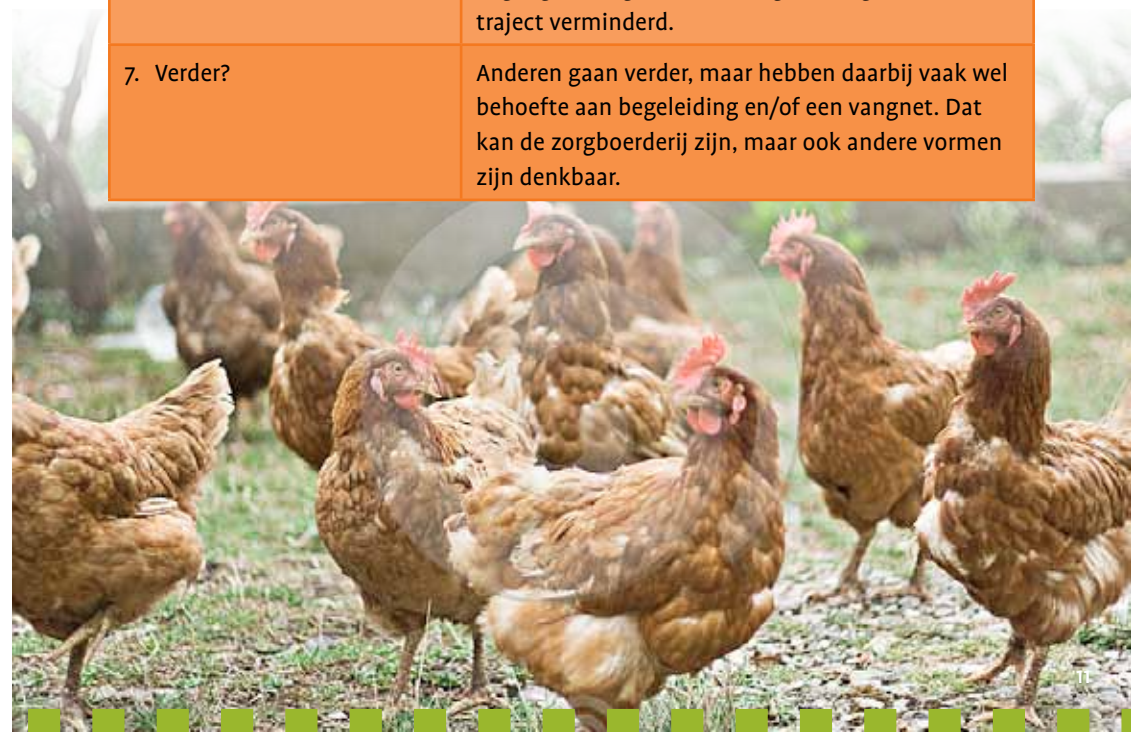 traject verminderd.
7. Verder?
Anderen gaan verder, maar hebben daarbij vaak wel
behoefte aan begeleiding en/of een vangnet. Dat
kan de zorgboerderij zijn, maar ook andere vormen
zijn denkbaar.
11